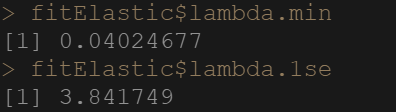 > fitElastic$lambda.min
[1] 0.04024677
> fitElastic$lambda.1se
[1] 3.841749